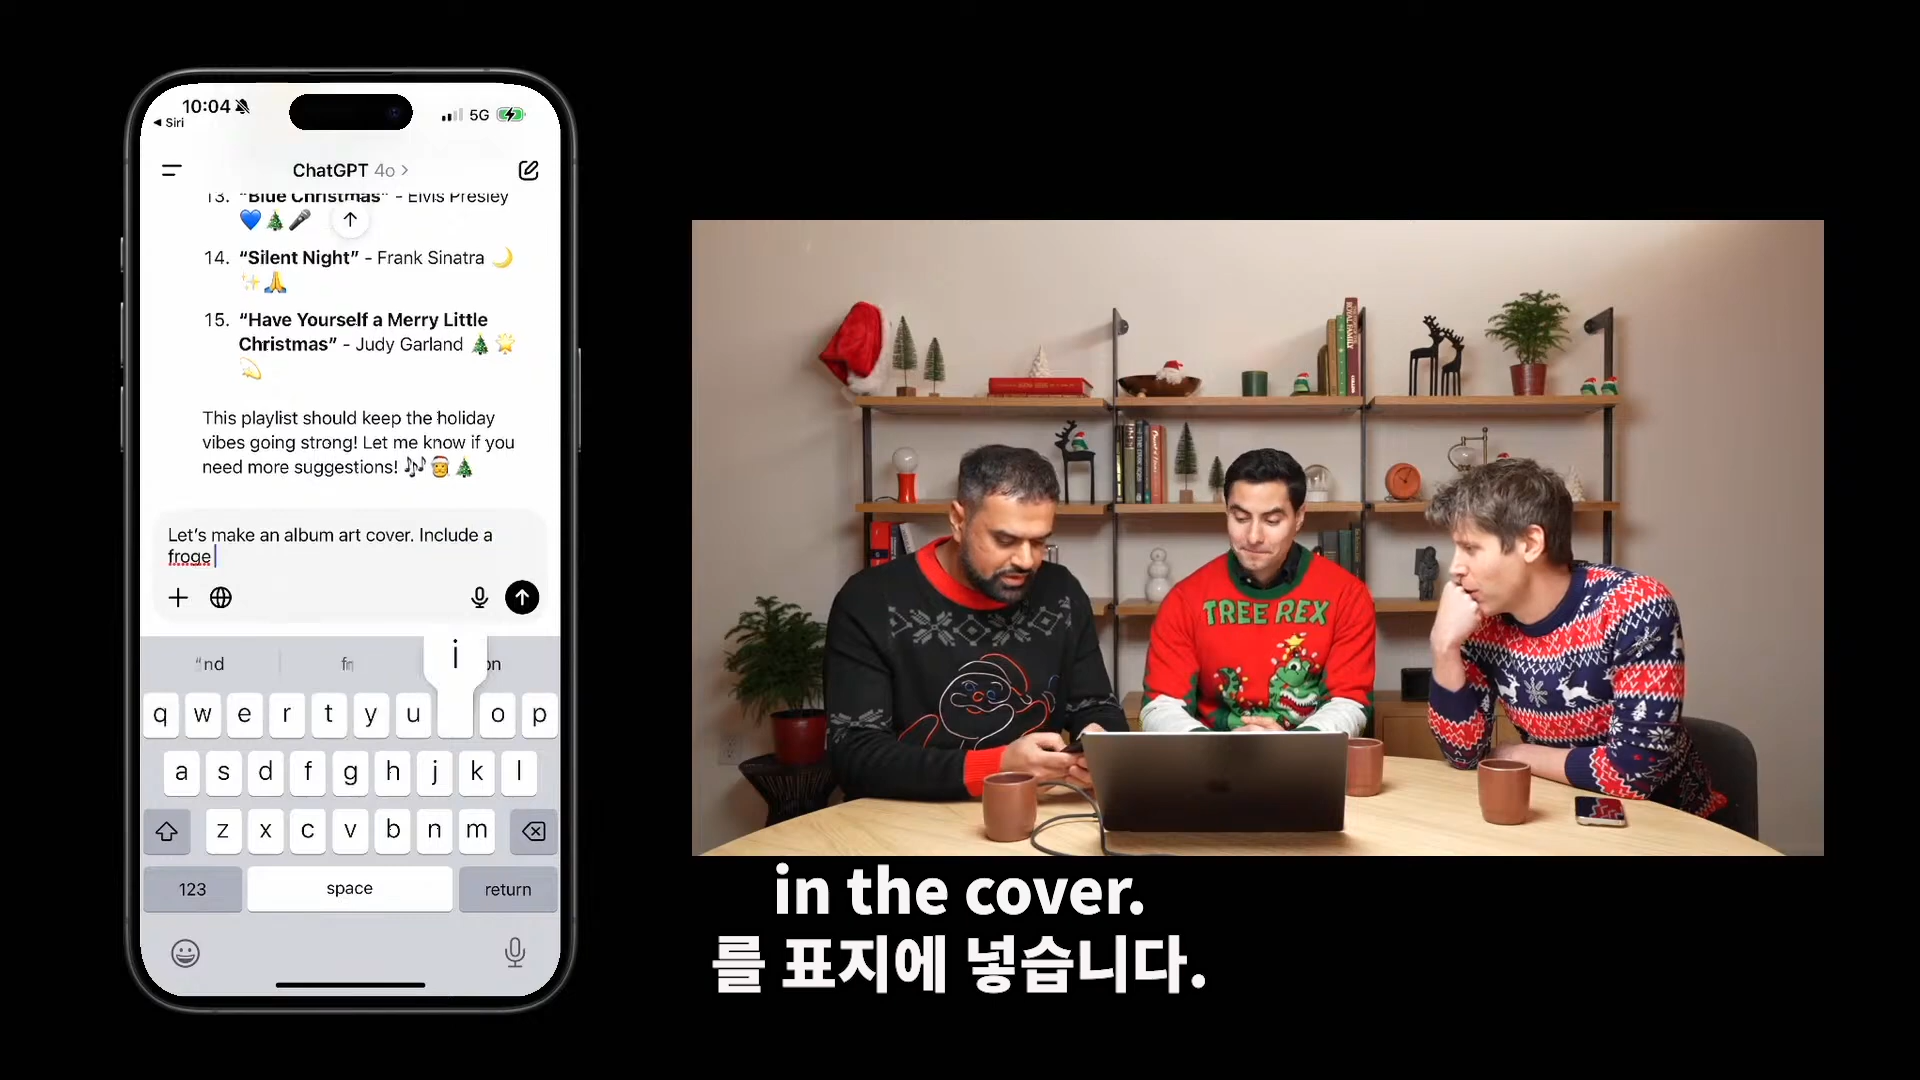 10:04
◂ Siri
5G
ChatGPT 4o >
13. "Blue Christmas" - Elvis Presley
14. “Silent Night” - Frank Sinatra
15. “Have Yourself a Merry Little
Christmas” - Judy Garland
This playlist should keep the holiday
vibes going strong! Let me know if you
need more suggestions!
Let’s make an album art cover. Include a
froge
i
q w e r t y u o p
a s d f g h j k l
z x c v b n m
123 space return
TREE REX
ROYAL FAMILY
in the cover.
를 표지에 넣습니다.